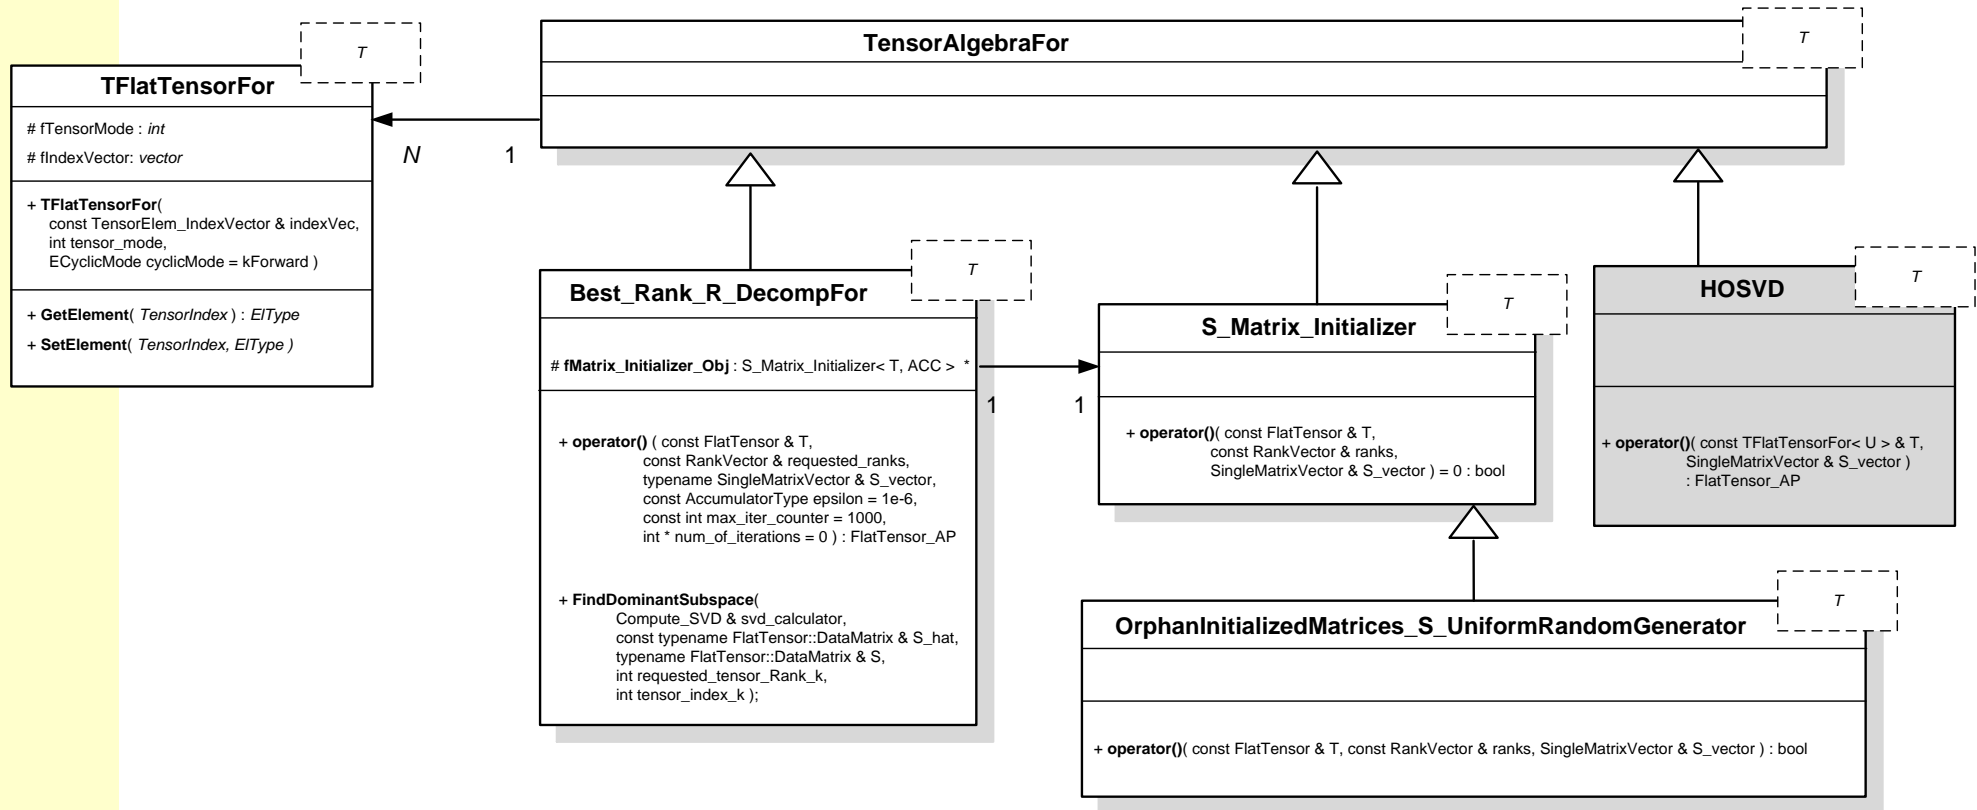 T
TFlatTensorFor
# fTensorMode : int
# fIndexVector: vector
+ TFlatTensorFor(
const TensorElem_IndexVector & indexVec,
int tensor_mode,
ECyclicMode cyclicMode = kForward )
+ GetElement( TensorIndex ) : ElType
+ SetElement( TensorIndex, ElType )
N
1
T
TensorAlgebraFor
T
Best_Rank_R_DecompFor
# fMatrix_Initializer_Obj : S_Matrix_Initializer< T, ACC > *
+ operator() ( const FlatTensor & T,
const RankVector & requested_ranks,
typename SingleMatrixVector & S_vector,
const AccumulatorType epsilon = 1e-6,
const int max_iter_counter = 1000,
int * num_of_iterations = 0 ) : FlatTensor_AP
+ FindDominantSubspace(
Compute_SVD & svd_calculator,
const typename FlatTensor::DataMatrix & S_hat,
typename FlatTensor::DataMatrix & S,
int requested_tensor_Rank_k,
int tensor_index_k );
1
1
T
S_Matrix_Initializer
+ operator()( const FlatTensor & T,
const RankVector & ranks,
SingleMatrixVector & S_vector ) = 0 : bool
T
HOSVD
+ operator()( const TFlatTensorFor< U > & T,
SingleMatrixVector & S_vector )
: FlatTensor_AP
T
OrphanInitializedMatrices_S_UniformRandomGenerator
+ operator()( const FlatTensor & T, const RankVector & ranks, SingleMatrixVector & S_vector ) : bool